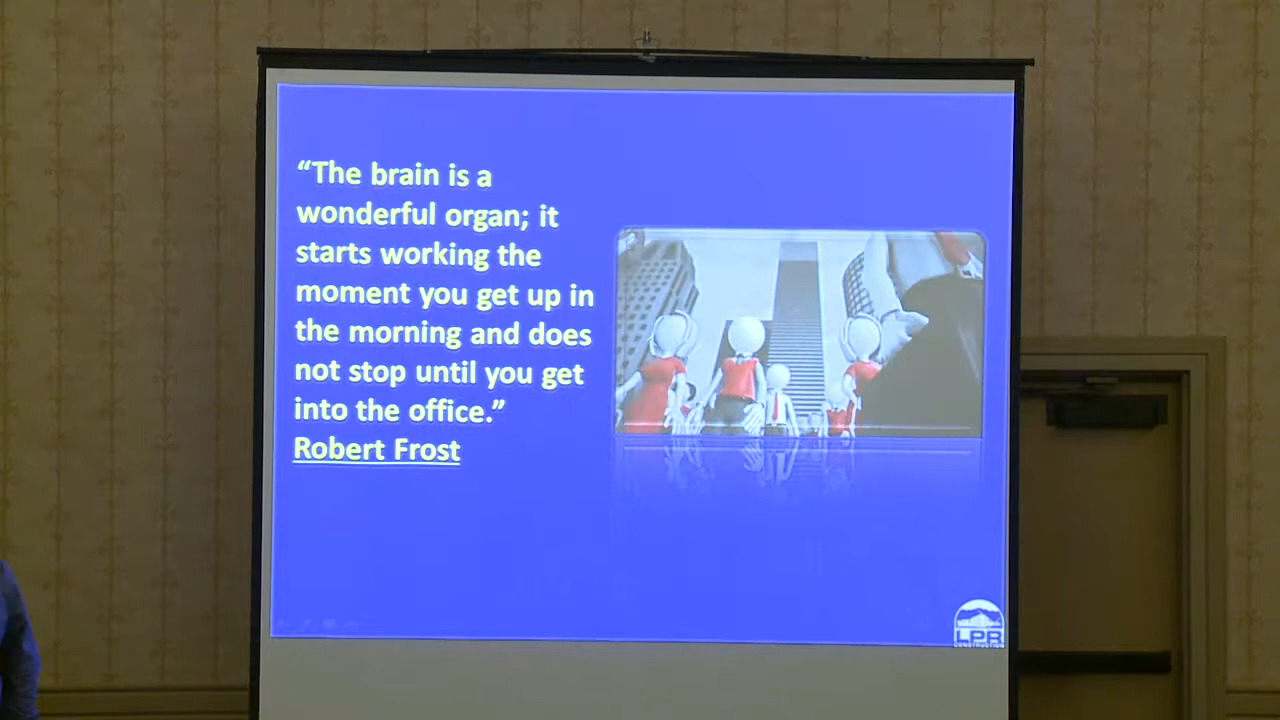 “The brain is a
wonderful organ; it
starts working the
moment you get up in
the morning and does
not stop until you get
into the office.”
Robert Frost
LPR
CONSTRUCTION